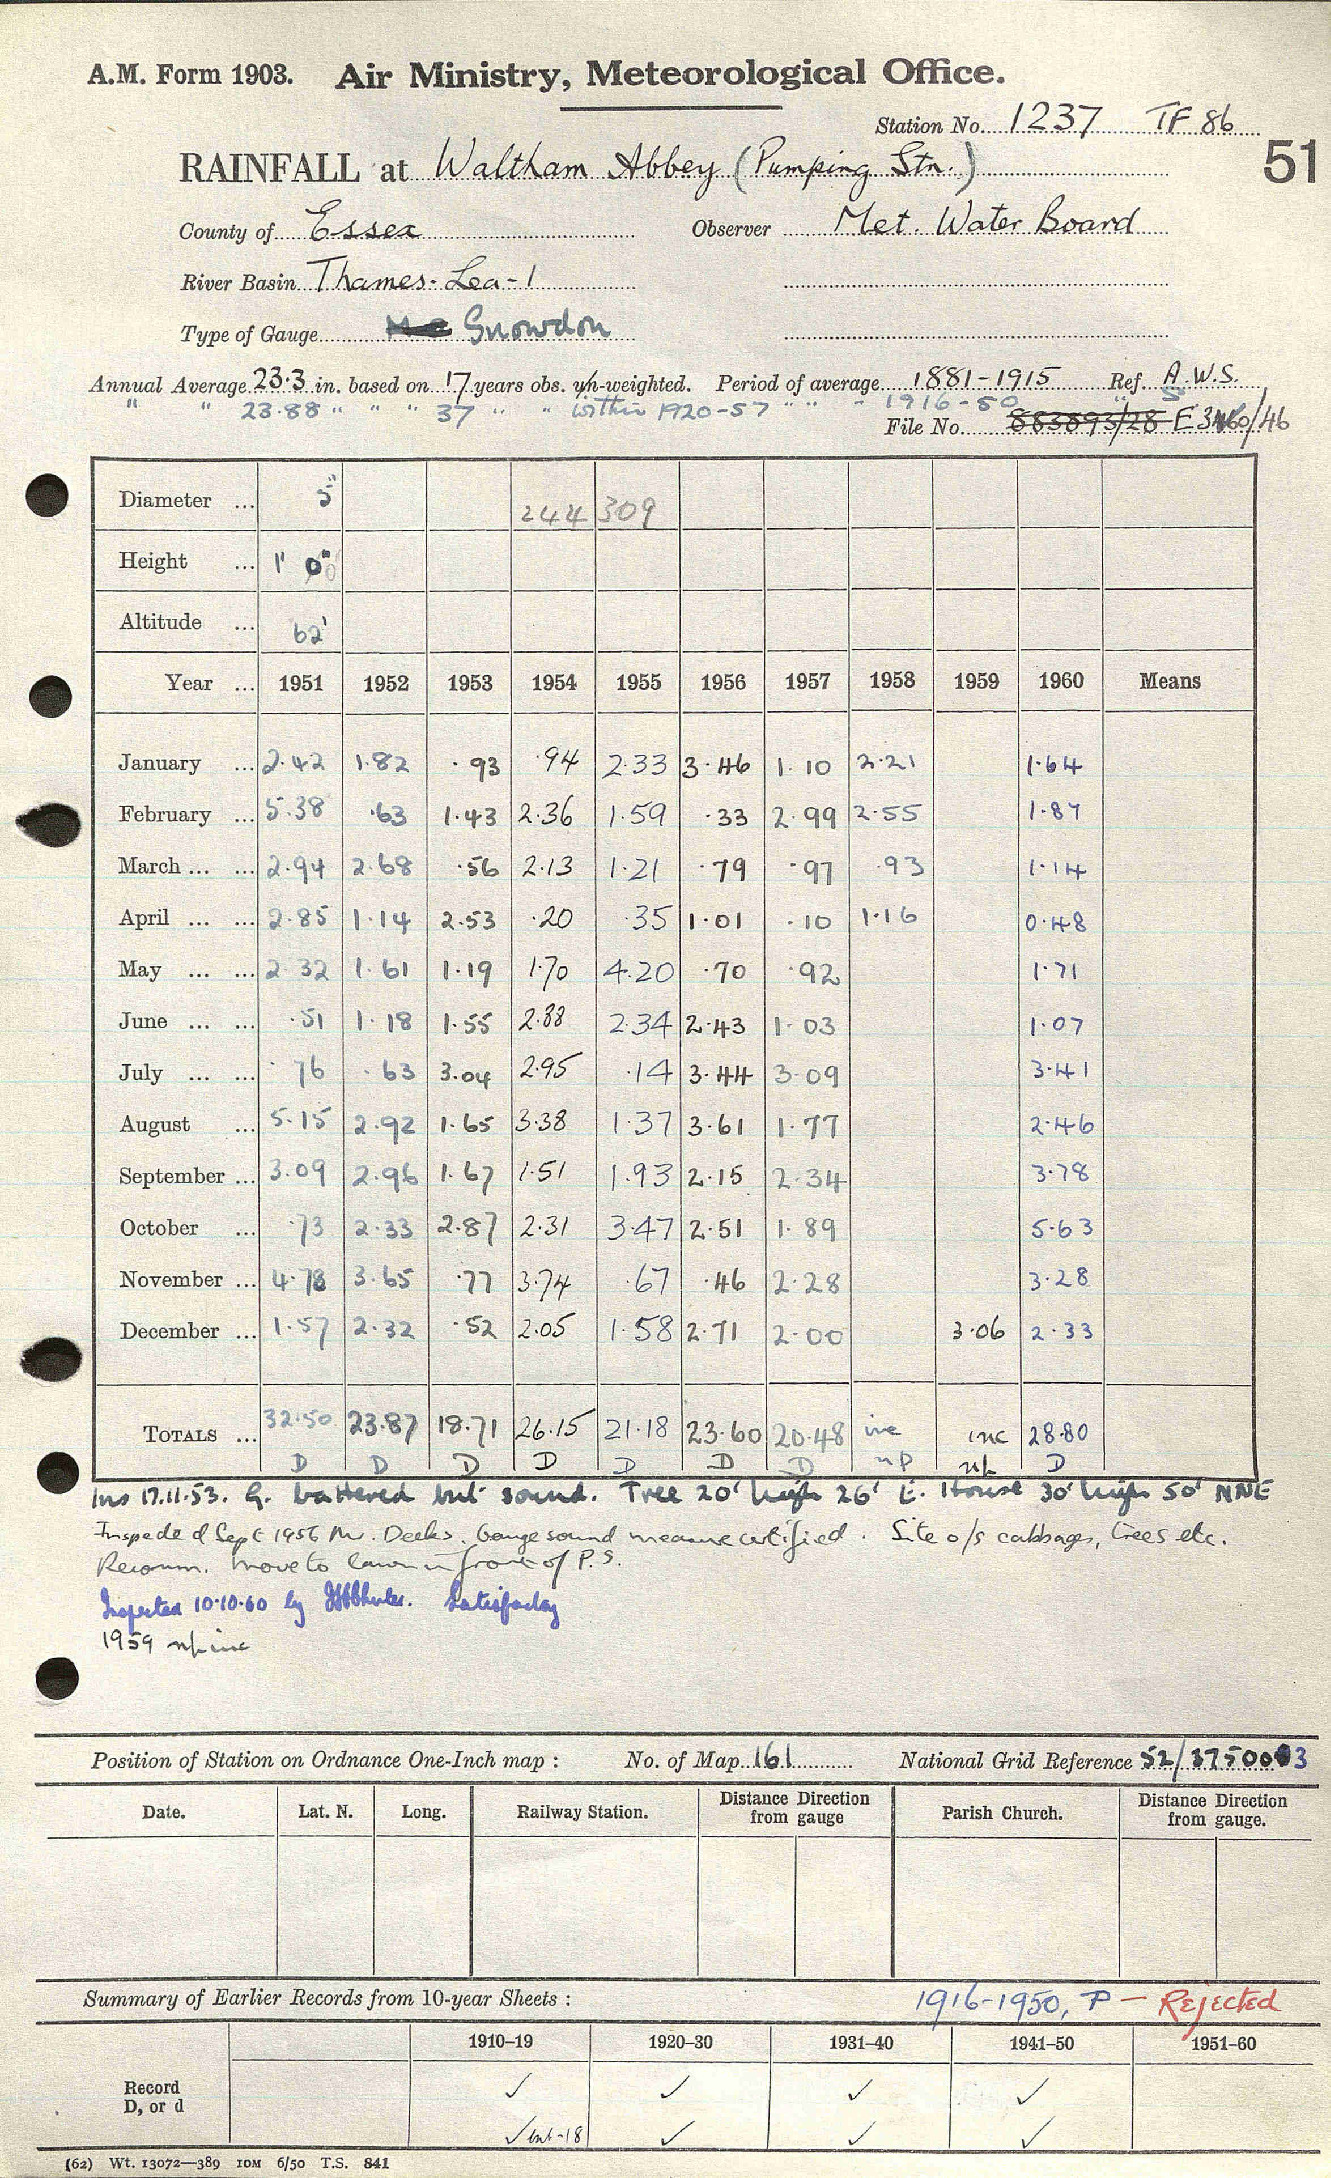 A.M. Form 1903. Air Ministry, Meteorological Office.
Station No. 1237 TF 86
51
RAINFALL at Waltham Abbey (Pumping Stn.)
County of Essex Observer Met. Water Board
River Basin Thames-Lea-1
Type of Gauge Snowdon
Annual Average 23.3 in. based on 17 years obs. un-weighted. Period of average 1881-1915 Ref. A.W.S.
" " 23.88 " " " 37 " " within 1920-57 " " " 1916-50 S
File No. 883893/28 /46
Diameter ... 5" 244 309
Height ... 1' 0"
Altitude ... 62'
Year ... 1951 1952 1953 1954 1955 1956 1957 1958 1959 1960 Means
January ... 2.42 1.82 .93 .94 2.33 3.46 1.10 2.21 1.64
February ... 5.38 .63 1.43 2.36 1.59 .33 2.99 2.55 1.87
March ... ... 2.94 2.68 .56 2.13 1.21 .79 .97 .93 1.14
April ... ... 2.85 1.14 2.53 .20 .35 1.01 .10 1.16 0.48
May ... ... 2.32 1.61 1.19 1.70 4.20 .70 .92 1.71
June ... ... .51 1.18 1.55 2.88 2.34 2.43 1.03 1.07
July ... ... .76 .63 3.04 2.95 .14 3.44 3.09 3.41
August ... 5.15 2.92 1.65 3.38 1.37 3.61 1.77 2.46
September ... 3.09 2.96 1.67 1.51 1.93 2.15 2.34 3.78
October ... .73 2.33 2.87 2.31 3.47 2.51 1.89 5.63
November ... 4.78 3.65 .77 3.74 .67 .46 2.28 3.28
December ... 1.57 2.32 .52 2.05 1.58 2.71 2.00 3.06 2.33
TOTALS ... 32.50 23.87 18.71 26.15 21.18 23.60 20.48 inc inc 28.80
D D D D D D D np np D
Ins 17.11.53. G. battered but sound. Tree 20' high 26' E. House 30' high 50' NNE
Inspected Sept 1956 Mr. Deeks. Gauge sound measure certified. Site o/s cabbages, trees etc.
Recomm. move to lawn in front of P.S.
Inspected 10.10.60 by Satisfactory
1959 np inc
Position of Station on Ordnance One-Inch map : No. of Map 161 National Grid Reference 52/375003
Date. Lat. N. Long. Railway Station. Distance from gauge Direction Parish Church. Distance from gauge. Direction
Summary of Earlier Records from 10-year Sheets : 1916-1950, P - Rejected
1910–19 1920–30 1931–40 1941–50 1951–60
Record ✓ ✓ ✓ ✓
D, or d ✓ but -18 ✓ ✓ ✓
(62) Wt. 13072—389 10M 6/50 T.S. 841